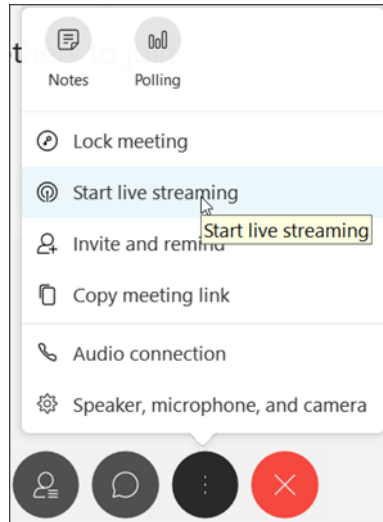 Notes Polling
Lock meeting
Start live streaming
Start live streaming
Invite and remind
Copy meeting link
Audio connection
Speaker, microphone, and camera